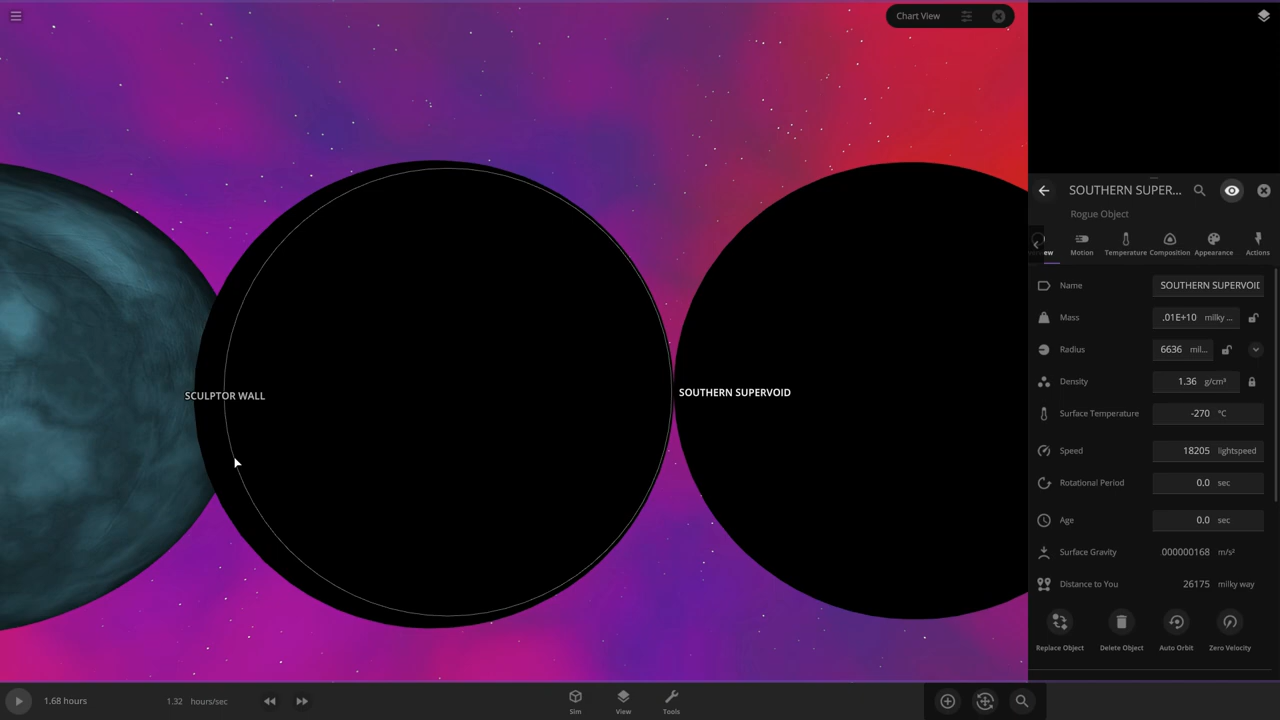 Chart View
SCULPTOR WALL
SOUTHERN SUPERVOID
SOUTHERN SUPER...
Rogue Object
ew
Motion
Temperature
Composition
Appearance
Actions
Name
SOUTHERN SUPERVOID
Mass
.01E+10 milky ...
Radius
6636 mil...
Density
1.36 g/cm³
Surface Temperature
-270 °C
Speed
18205 lightspeed
Rotational Period
0.0 sec
Age
0.0 sec
Surface Gravity
000000168 m/s²
Distance to You
26175 milky way
Replace Object
Delete Object
Auto Orbit
Zero Velocity
1.68 hours
1.32 hours/sec
Sim
View
Tools